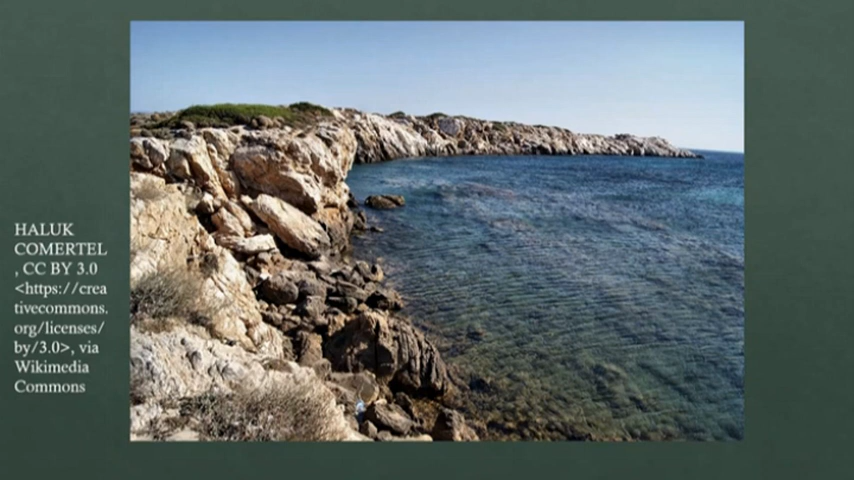 HALUK
COMERTEL
, CC BY 3.0
<https://crea
tivecommons.
org/licenses/
by/3.0>, via
Wikimedia
Commons